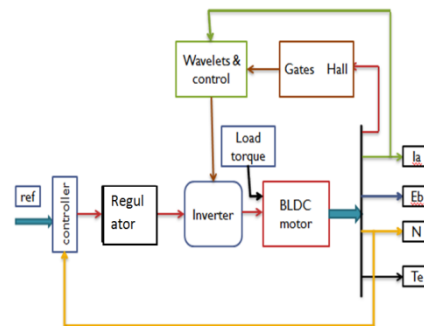 Wavelets &
control
Gates Hall
Load
torque
Ia
ref
controller
Regul
ator
Inverter
BLDC
motor
Eb
N
Te